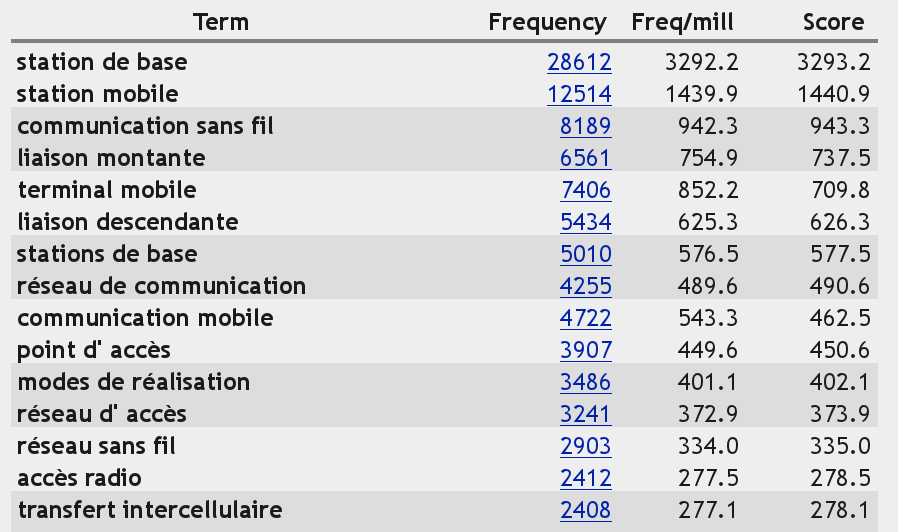 Term Frequency Freq/mill Score
station de base 28612 3292.2 3293.2
station mobile 12514 1439.9 1440.9
communication sans fil 8189 942.3 943.3
liaison montante 6561 754.9 737.5
terminal mobile 7406 852.2 709.8
liaison descendante 5434 625.3 626.3
stations de base 5010 576.5 577.5
réseau de communication 4255 489.6 490.6
communication mobile 4722 543.3 462.5
point d' accès 3907 449.6 450.6
modes de réalisation 3486 401.1 402.1
réseau d' accès 3241 372.9 373.9
réseau sans fil 2903 334.0 335.0
accès radio 2412 277.5 278.5
transfert intercellulaire 2408 277.1 278.1